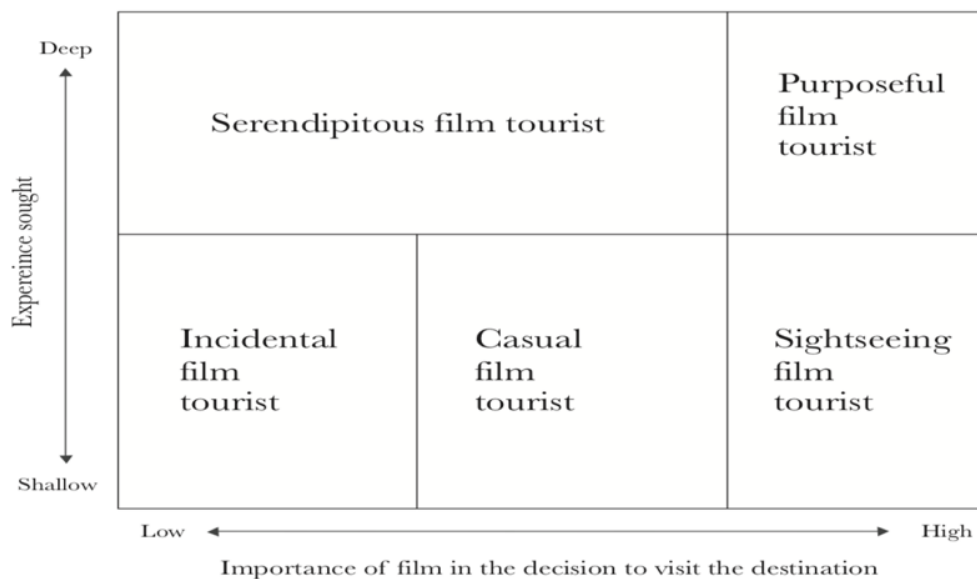 Deep
Serendipitous film tourist
Purposeful
film
tourist
Expereince sought
Incidental
film
tourist
Casual
film
tourist
Sightseeing
film
tourist
Shallow
Low
High
Importance of film in the decision to visit the destination